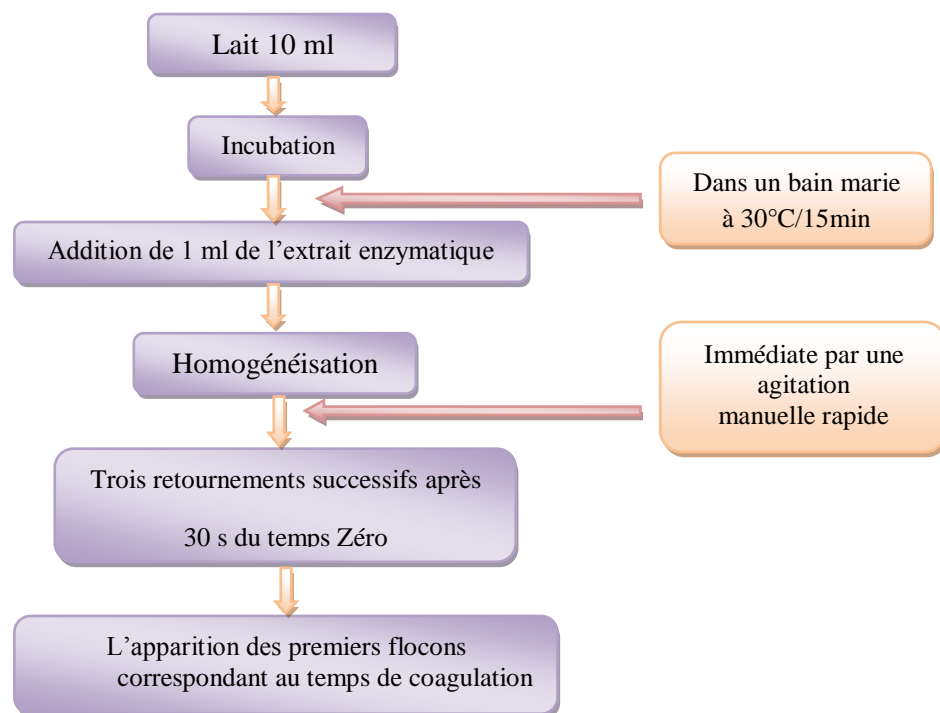 Lait 10 ml
Incubation
Dans un bain marie
à 30°C/15min
Addition de 1 ml de l’extrait enzymatique
Homogénéisation
Immédiate par une
agitation
manuelle rapide
Trois retournements successifs après
30 s du temps Zéro
L’apparition des premiers flocons
correspondant au temps de coagulation